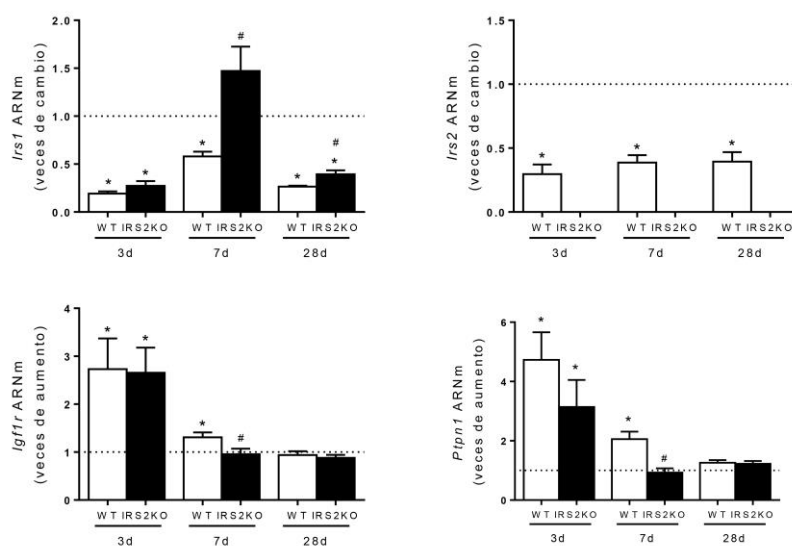 Irs1 ARNm
(veces de cambio)
2.0
1.5
1.0
0.5
0.0
#
*
*
*
*
#
*
WT IRS2KO WT IRS2KO WT IRS2KO
3d 7d 28d
Irs2 ARNm
(veces de cambio)
1.5
1.0
0.5
0.0
*
*
*
WT IRS2KO WT IRS2KO WT IRS2KO
3d 7d 28d
Igf1r ARNm
(veces de aumento)
4
3
2
1
0
*
*
*
#
WT IRS2KO WT IRS2KO WT IRS2KO
3d 7d 28d
Ptpn1 ARNm
(veces de aumento)
6
4
2
0
*
*
*
#
WT IRS2KO WT IRS2KO WT IRS2KO
3d 7d 28d